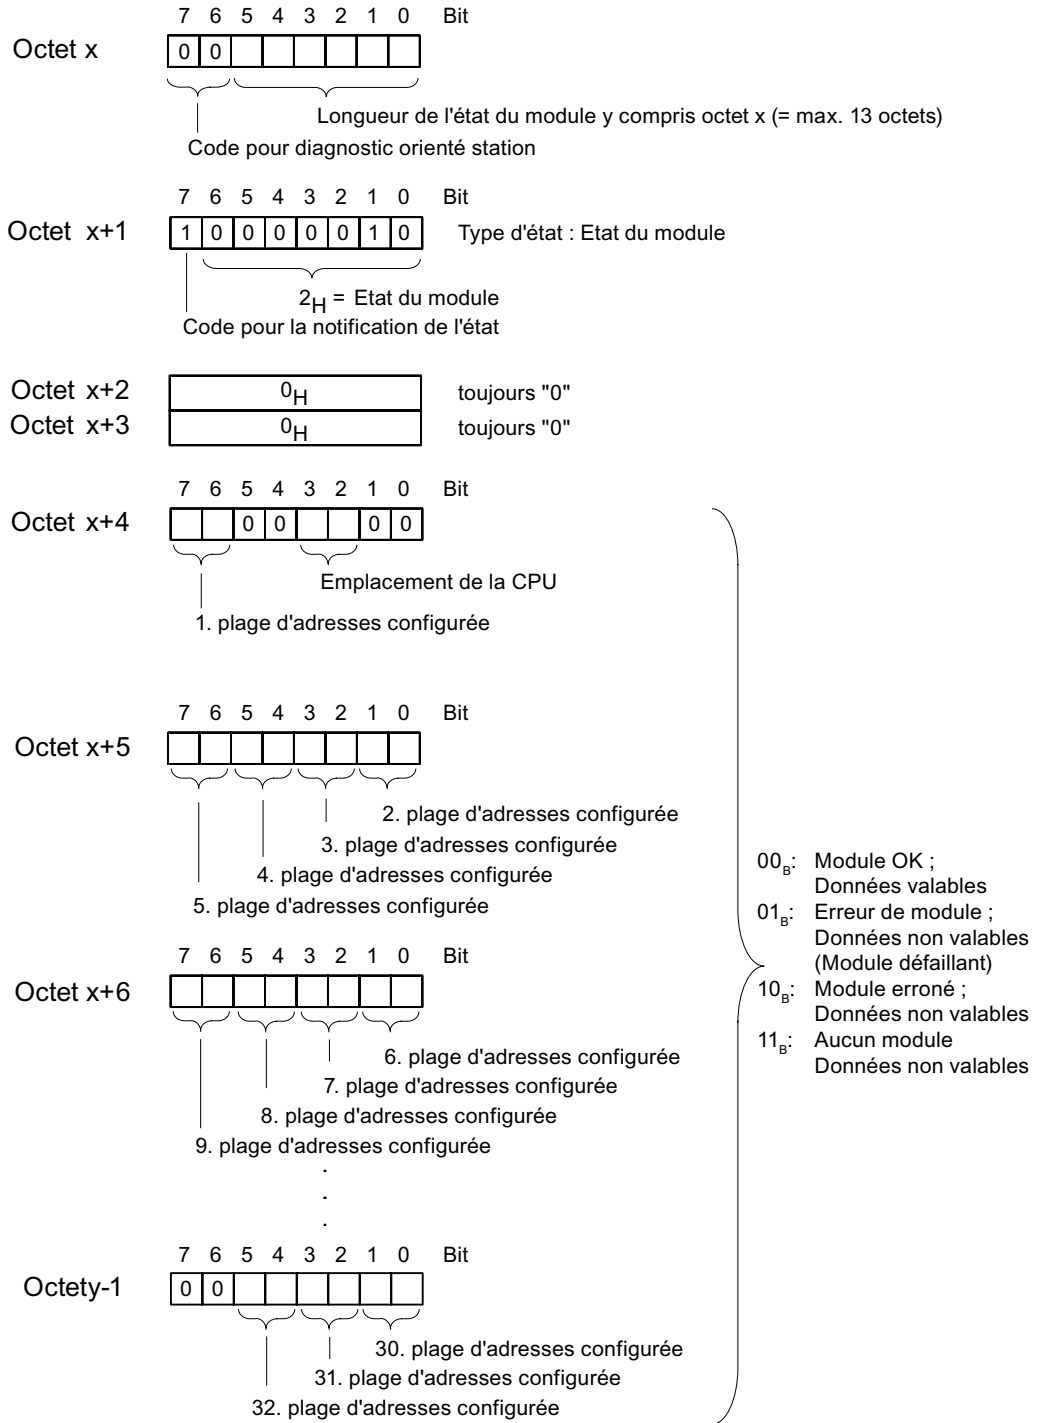 7 6 5 4 3 2 1 0 Bit
Octet x 0 0
Longueur de l'état du module y compris octet x (= max. 13 octets)
Code pour diagnostic orienté station
7 6 5 4 3 2 1 0 Bit
Octet x+1 1 0 0 0 0 0 1 0 Type d'état : Etat du module
2H = Etat du module
Code pour la notification de l'état
Octet x+2 0H toujours "0"
Octet x+3 0H toujours "0"
7 6 5 4 3 2 1 0 Bit
Octet x+4 0 0 0 0
Emplacement de la CPU
1. plage d'adresses configurée
7 6 5 4 3 2 1 0 Bit
Octet x+5
2. plage d'adresses configurée
3. plage d'adresses configurée
4. plage d'adresses configurée
5. plage d'adresses configurée
7 6 5 4 3 2 1 0 Bit
Octet x+6
6. plage d'adresses configurée
7. plage d'adresses configurée
8. plage d'adresses configurée
9. plage d'adresses configurée
.
.
.
7 6 5 4 3 2 1 0 Bit
Octety-1 0 0
30. plage d'adresses configurée
31. plage d'adresses configurée
32. plage d'adresses configurée
00B: Module OK ;
Données valables
01B: Erreur de module ;
Données non valables
(Module défaillant)
10B: Module erroné ;
Données non valables
11B: Aucun module
Données non valables